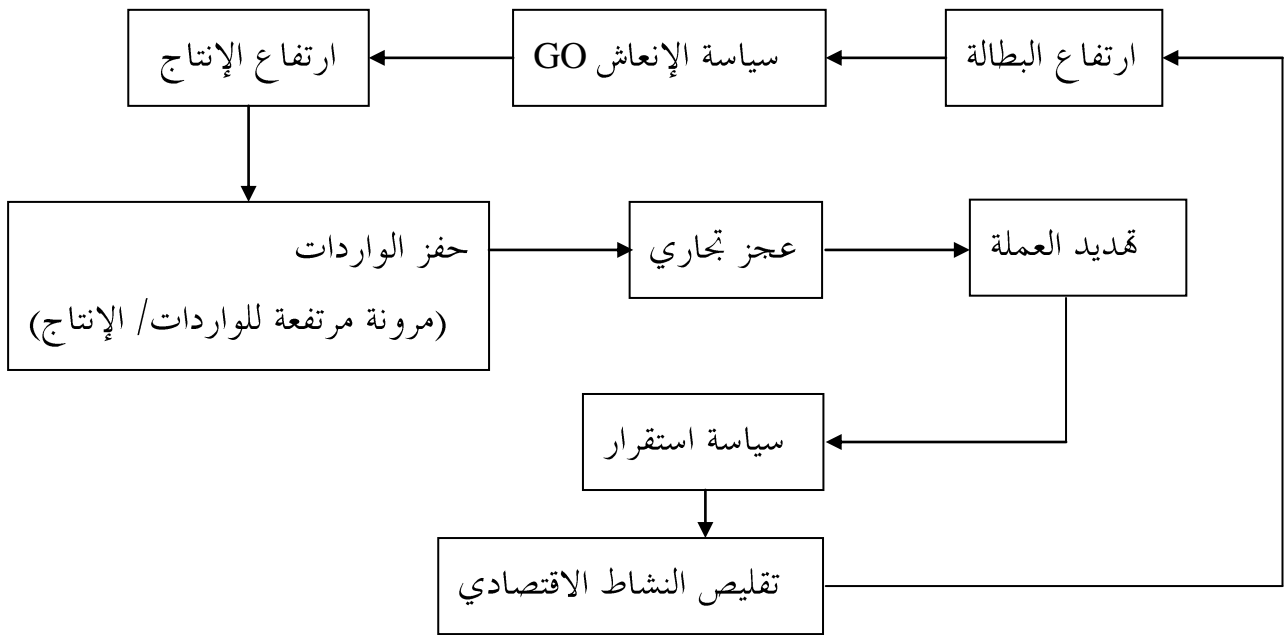 ارتفاع البطالة
سياسة الإنعاش GO
ارتفاع الإنتاج
حفز الواردات
(مرونة مرتفعة للواردات/ الإنتاج)
عجز تجاري
تهديد العملة
سياسة استقرار
تقليص النشاط الاقتصادي